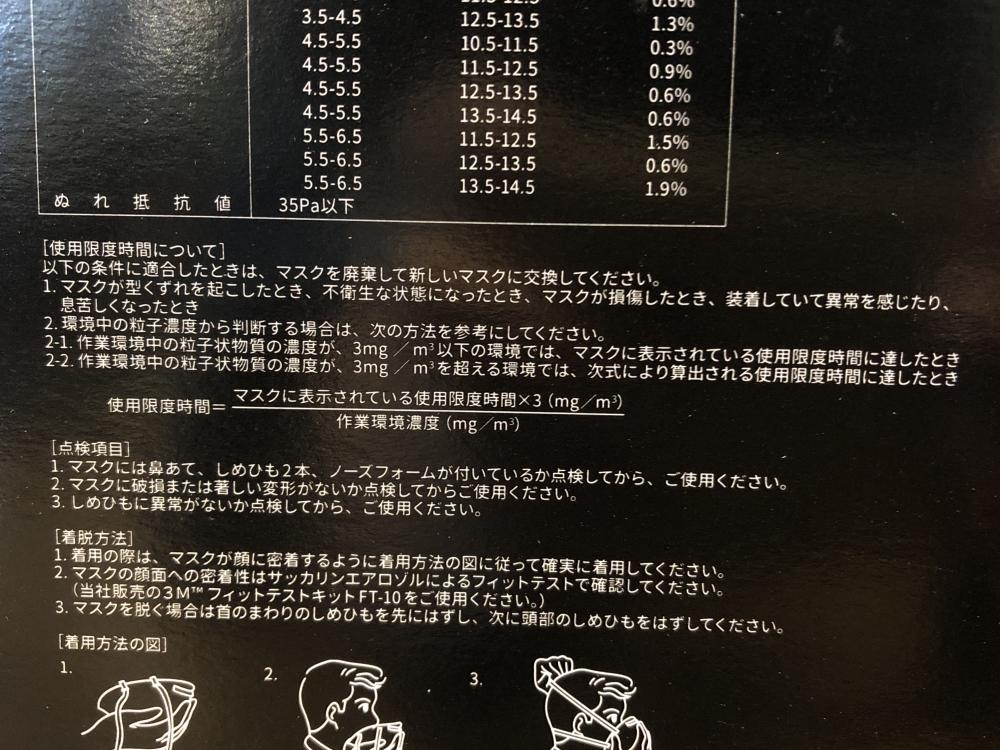 0.6%
3.5-4.5 12.5-13.5 1.3%
4.5-5.5 10.5-11.5 0.3%
4.5-5.5 11.5-12.5 0.9%
4.5-5.5 12.5-13.5 0.6%
4.5-5.5 13.5-14.5 0.6%
5.5-6.5 11.5-12.5 1.5%
5.5-6.5 12.5-13.5 0.6%
5.5-6.5 13.5-14.5 1.9%
ぬれ抵抗値 35Pa以下
[使用限度時間について]
以下の条件に適合したときは、マスクを廃棄して新しいマスクに交換してください。
1. マスクが型くずれを起こしたとき、不衛生な状態になったとき、マスクが損傷したとき、装着していて異常を感じたり、
息苦しくなったとき
2. 環境中の粒子濃度から判断する場合は、次の方法を参考にしてください。
2-1. 作業環境中の粒子状物質の濃度が、3mg/m³以下の環境では、マスクに表示されている使用限度時間に達したとき
2-2. 作業環境中の粒子状物質の濃度が、3mg/m³を超える環境では、次式により算出される使用限度時間に達したとき
使用限度時間= マスクに表示されている使用限度時間×3 (mg/m³)
作業環境濃度 (mg/m³)
[点検項目]
1. マスクには鼻あて、しめひも2本、ノーズフォームが付いているか点検してから、ご使用ください。
2. マスクに破損または著しい変形がないか点検してからご使用ください。
3. しめひもに異常がないか点検してから、ご使用ください。
[着脱方法]
1. 着用の際は、マスクが顔に密着するように着用方法の図に従って確実に着用してください。
2. マスクの顔面への密着性はサッカリンエアロゾルによるフィットテストで確認してください。
(当社販売の3M™ フィットテストキットFT-10をご使用ください。)
3. マスクを脱ぐ場合は首のまわりのしめひもを先にはずし、次に頭部のしめひもをはずしてください。
[着用方法の図]
1. 2. 3.